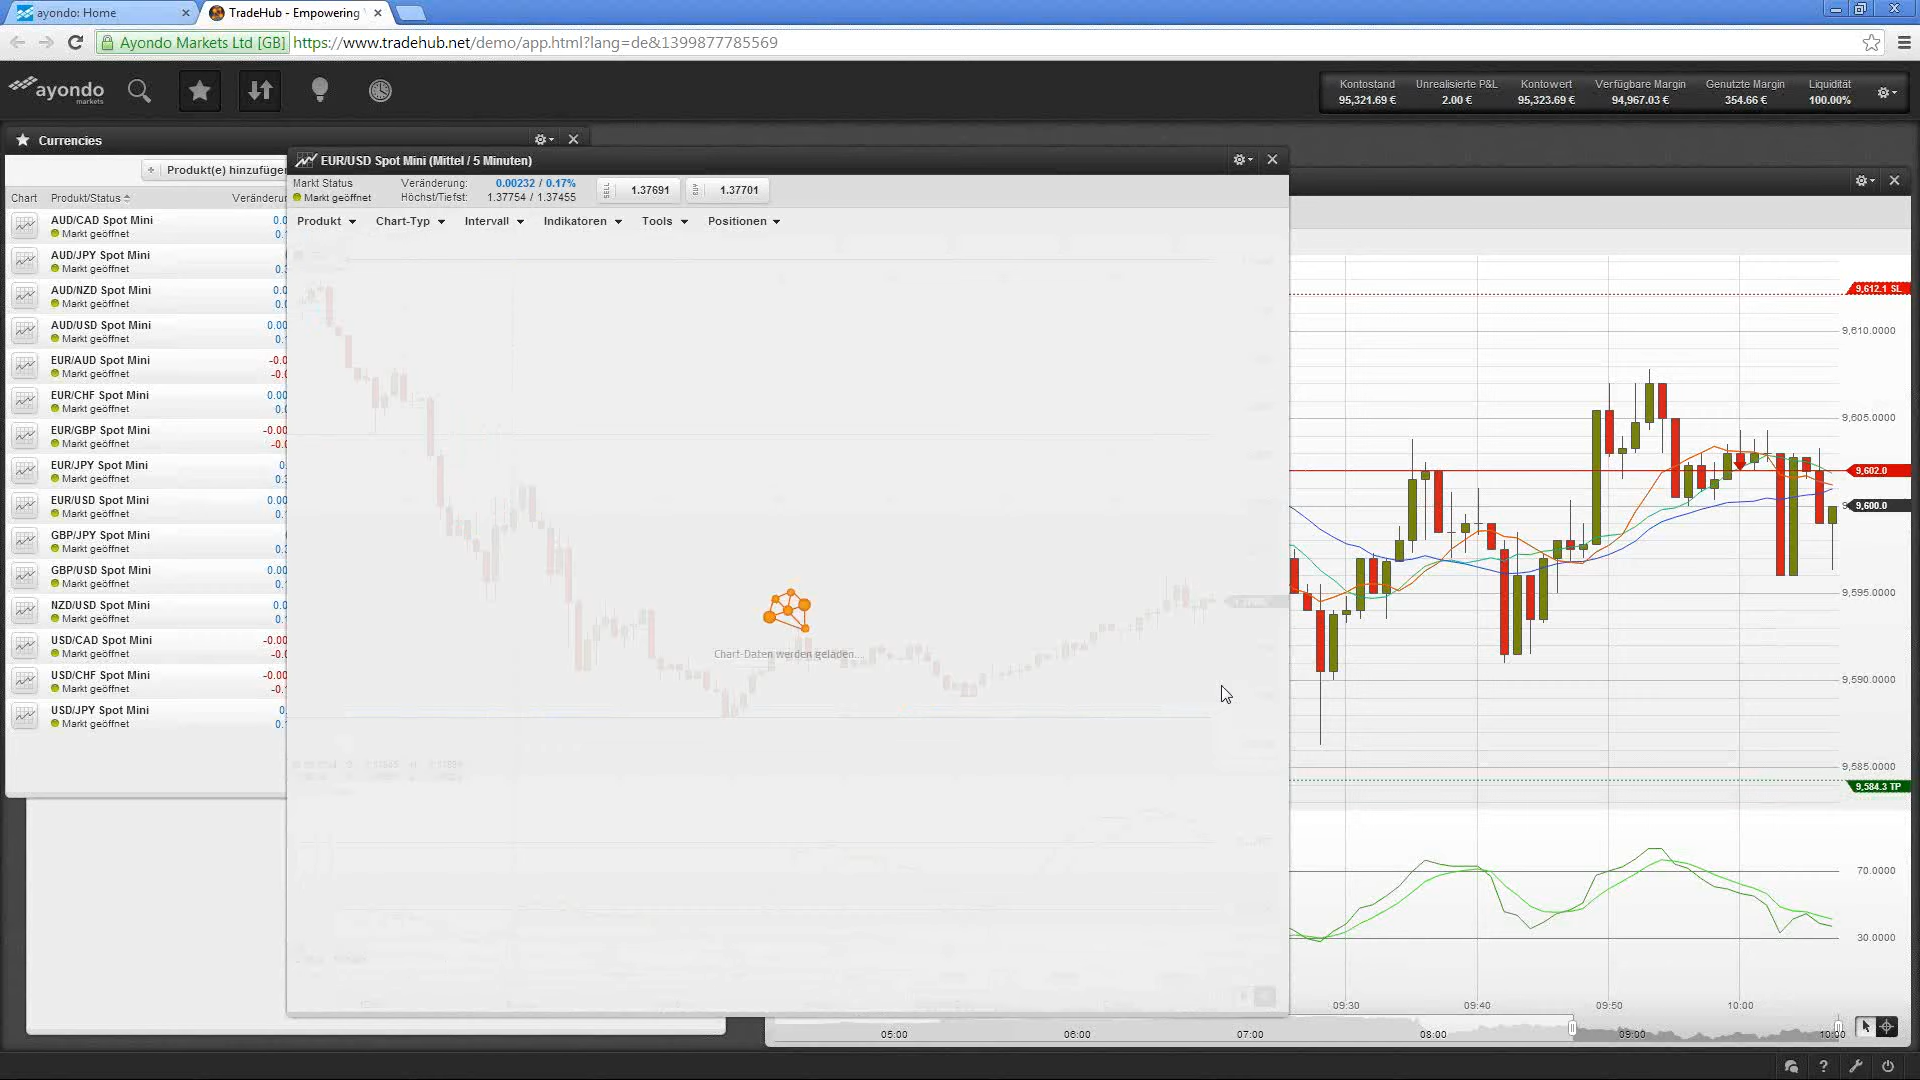 ayondo: Home
TradeHub - Empowering
Ayondo Markets Ltd [GB]
https://www.tradehub.net/demo/app.html?lang=de&1399877785569
ayondo
markets
Kontostand
95,321.69 €
Unrealisierte P&L
2.00 €
Kontowert
95,323.69 €
Verfügbare Margin
94,967.03 €
Genutzte Margin
354.66 €
Liquidität
100.00%
Currencies
+ Produkt(e) hinzufüger
Chart
Produkt/Status
Veränderu
AUD/CAD Spot Mini
Markt geöffnet
AUD/JPY Spot Mini
Markt geöffnet
AUD/NZD Spot Mini
Markt geöffnet
AUD/USD Spot Mini
Markt geöffnet
EUR/AUD Spot Mini
Markt geöffnet
EUR/CHF Spot Mini
Markt geöffnet
EUR/GBP Spot Mini
Markt geöffnet
EUR/JPY Spot Mini
Markt geöffnet
EUR/USD Spot Mini
Markt geöffnet
GBP/JPY Spot Mini
Markt geöffnet
GBP/USD Spot Mini
Markt geöffnet
NZD/USD Spot Mini
Markt geöffnet
USD/CAD Spot Mini
Markt geöffnet
USD/CHF Spot Mini
Markt geöffnet
USD/JPY Spot Mini
Markt geöffnet
EUR/USD Spot Mini (Mittel / 5 Minuten)
Markt Status
Markt geöffnet
Veränderung: 0.00232 / 0.17%
Höchst/Tiefst: 1.37754 / 1.37455
SELL 1.37691
BUY 1.37701
Produkt
Chart-Typ
Intervall
Indikatoren
Tools
Positionen
Chart-Daten werden geladen....
9,612.1 SL
9,610.0000
9,605.0000
9,602.0
9,600.0
9,595.0000
9,590.0000
9,585.0000
9,584.3 TP
70.0000
30.0000
09:30
09:40
09:50
10:00
05:00
06:00
07:00
08:00
09:00
10:00
?